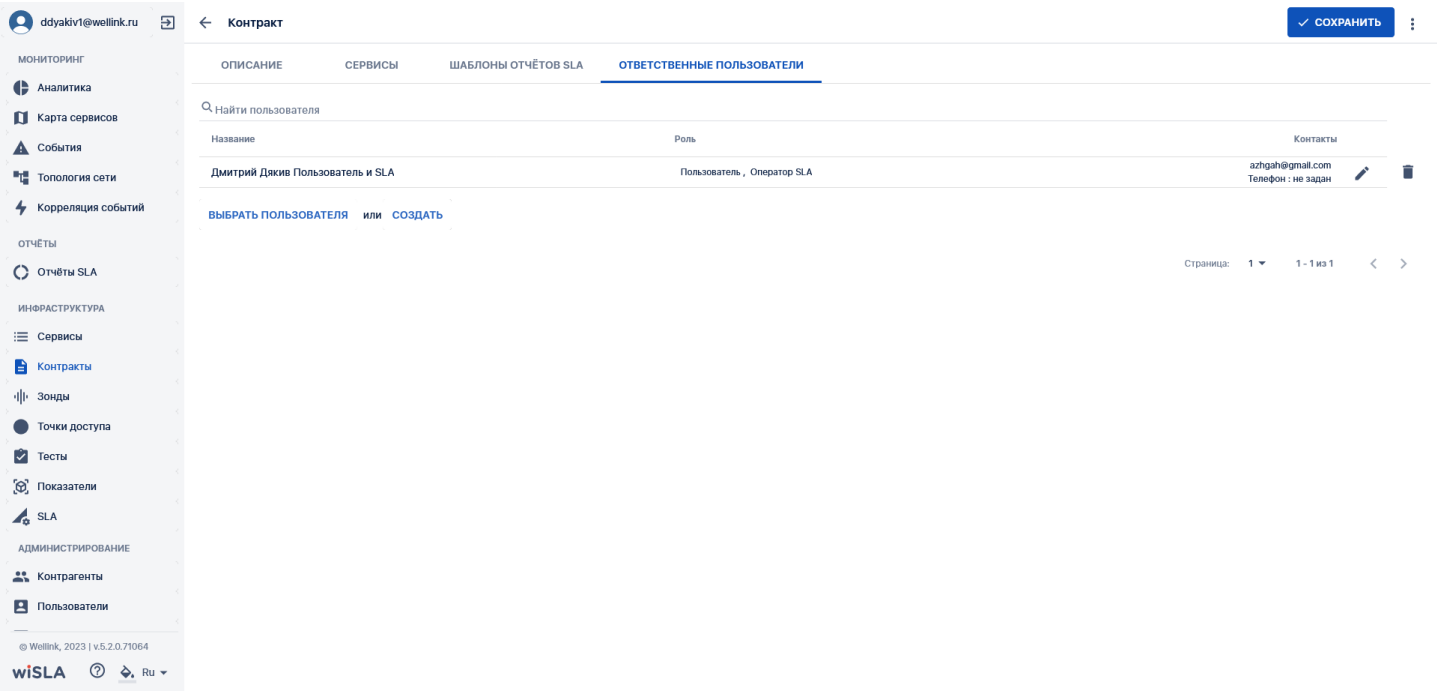 ddyakiv1@wellink.ru
МОНИТОРИНГ
Аналитика
Карта сервисов
События
Топология сети
Корреляция событий
ОТЧЁТЫ
Отчёты SLA
ИНФРАСТРУКТУРА
Сервисы
Контракты
Зонды
Точки доступа
Тесты
Показатели
SLA
АДМИНИСТРИРОВАНИЕ
Контрагенты
Пользователи
© Wellink, 2023 | v.5.2.0.71064
wiSLA
Ru
Контракт
СОХРАНИТЬ
ОПИСАНИЕ СЕРВИСЫ ШАБЛОНЫ ОТЧЁТОВ SLA ОТВЕТСТВЕННЫЕ ПОЛЬЗОВАТЕЛИ
Найти пользователя
Название Роль Контакты
Дмитрий Дякив Пользователь и SLA Пользователь , Оператор SLA azhgah@gmail.com
Телефон : не задан
ВЫБРАТЬ ПОЛЬЗОВАТЕЛЯ или СОЗДАТЬ
Страница: 1 1 - 1 из 1